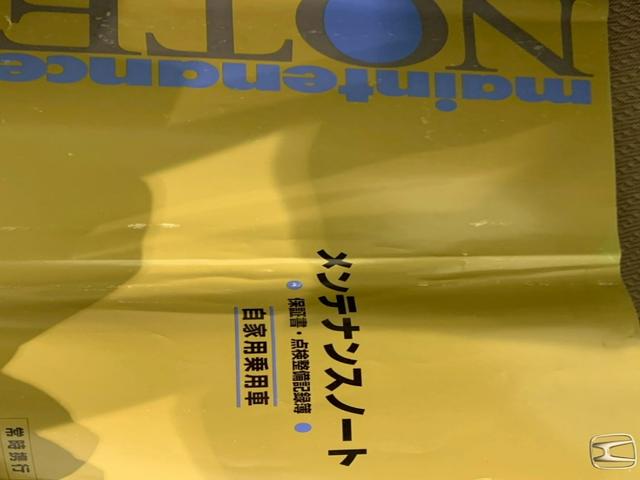 maintenance
NOTE
メンテナンスノート
保証書・点検整備記録簿
自家用乗用車
常時携行